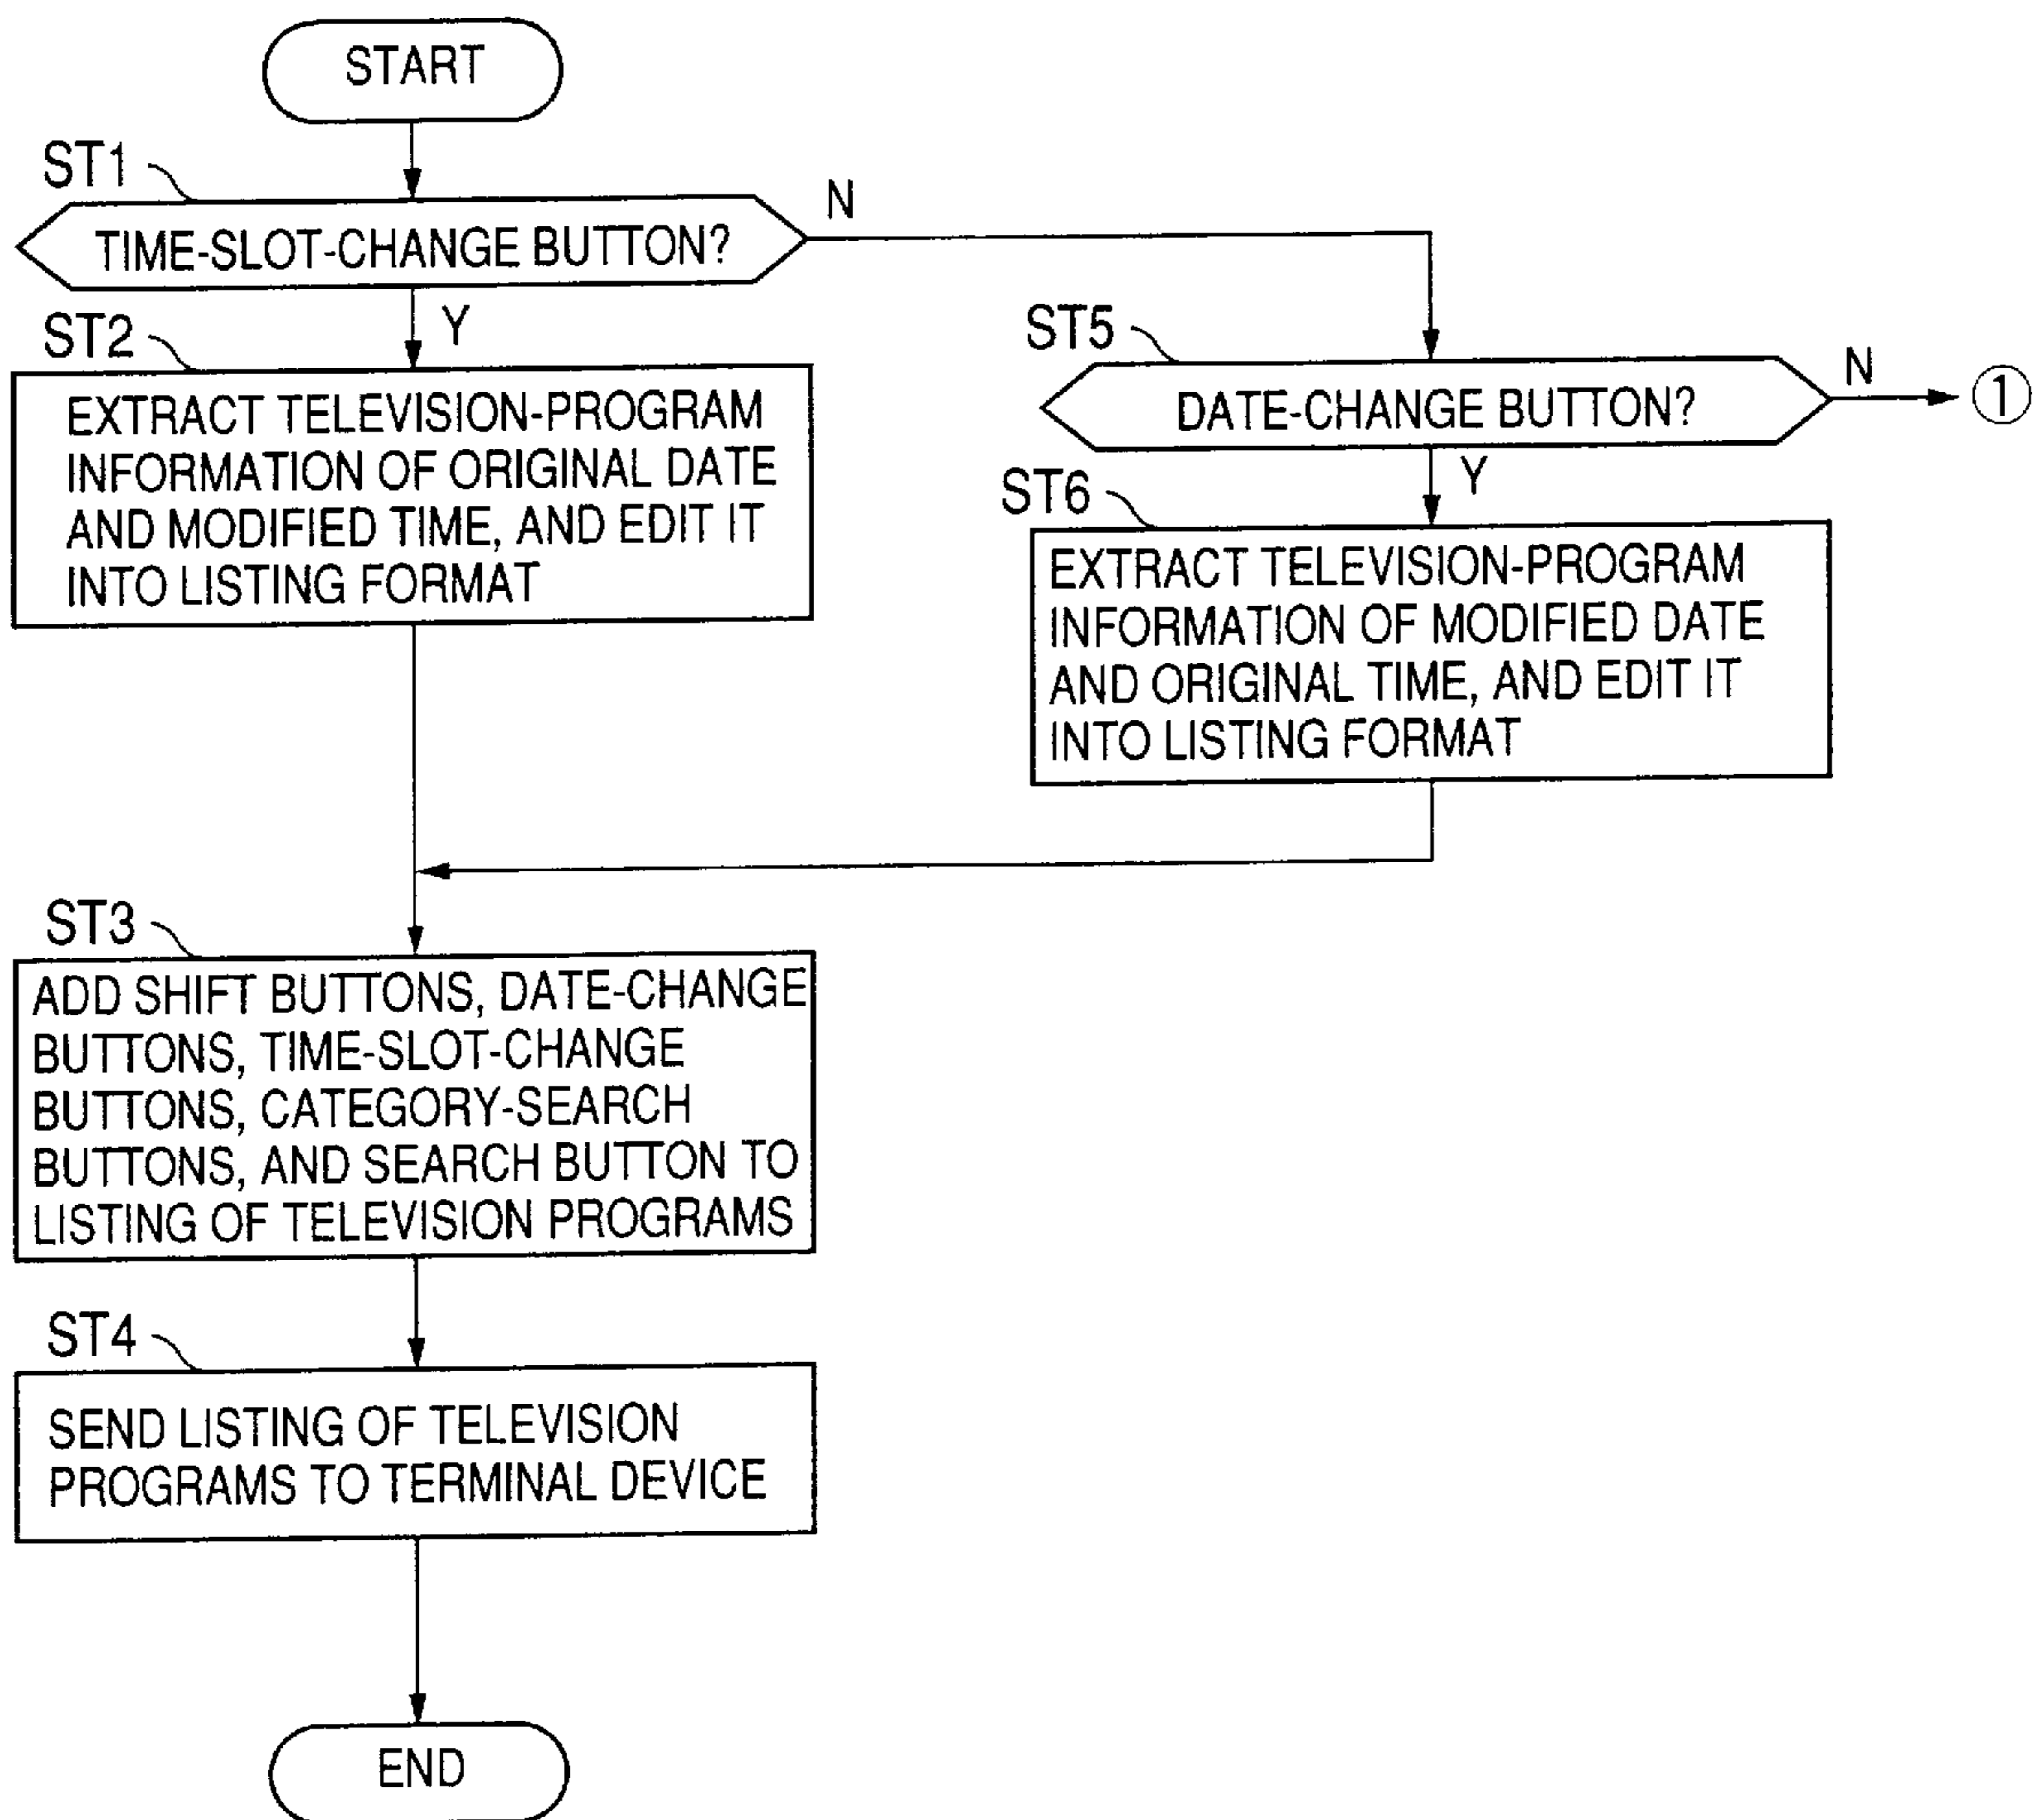 START
ST1
TIME-SLOT-CHANGE BUTTON?
N
Y
ST2
EXTRACT TELEVISION-PROGRAM
INFORMATION OF ORIGINAL DATE
AND MODIFIED TIME, AND EDIT IT
INTO LISTING FORMAT
ST5
DATE-CHANGE BUTTON?
N
①
Y
ST6
EXTRACT TELEVISION-PROGRAM
INFORMATION OF MODIFIED DATE
AND ORIGINAL TIME, AND EDIT IT
INTO LISTING FORMAT
ST3
ADD SHIFT BUTTONS, DATE-CHANGE
BUTTONS, TIME-SLOT-CHANGE
BUTTONS, CATEGORY-SEARCH
BUTTONS, AND SEARCH BUTTON TO
LISTING OF TELEVISION PROGRAMS
ST4
SEND LISTING OF TELEVISION
PROGRAMS TO TERMINAL DEVICE
END